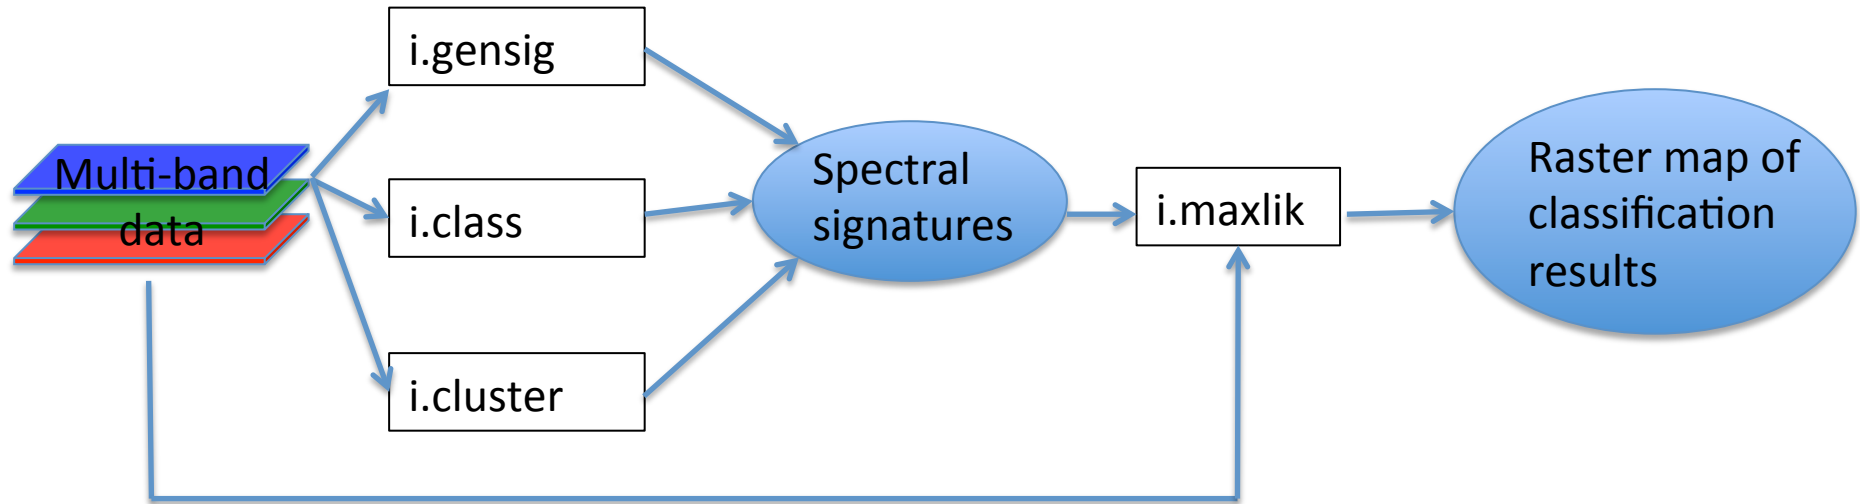 Multi-band
data
i.gensig
i.class
i.cluster
Spectral
signatures
i.maxlik
Raster map of
classification
results